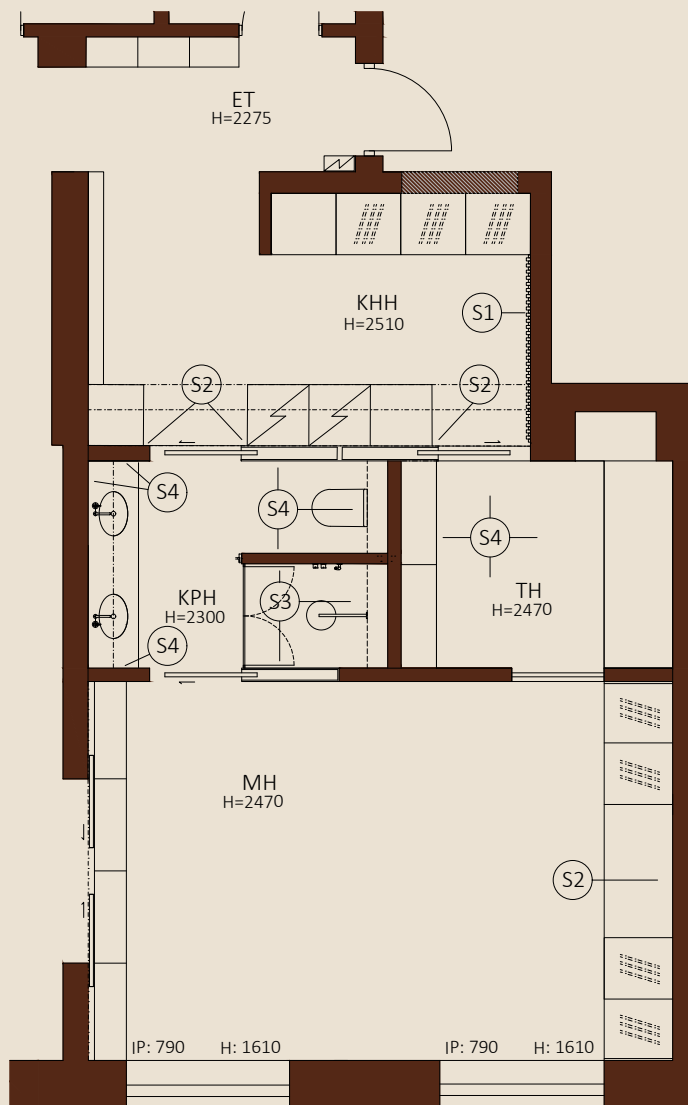 ET
H=2275
KHH
H=2510
S1
S2
S2
S4
S4
S4
S3
KPH
H=2300
TH
H=2470
S4
MH
H=2470
S2
IP: 790 H: 1610
IP: 790 H: 1610